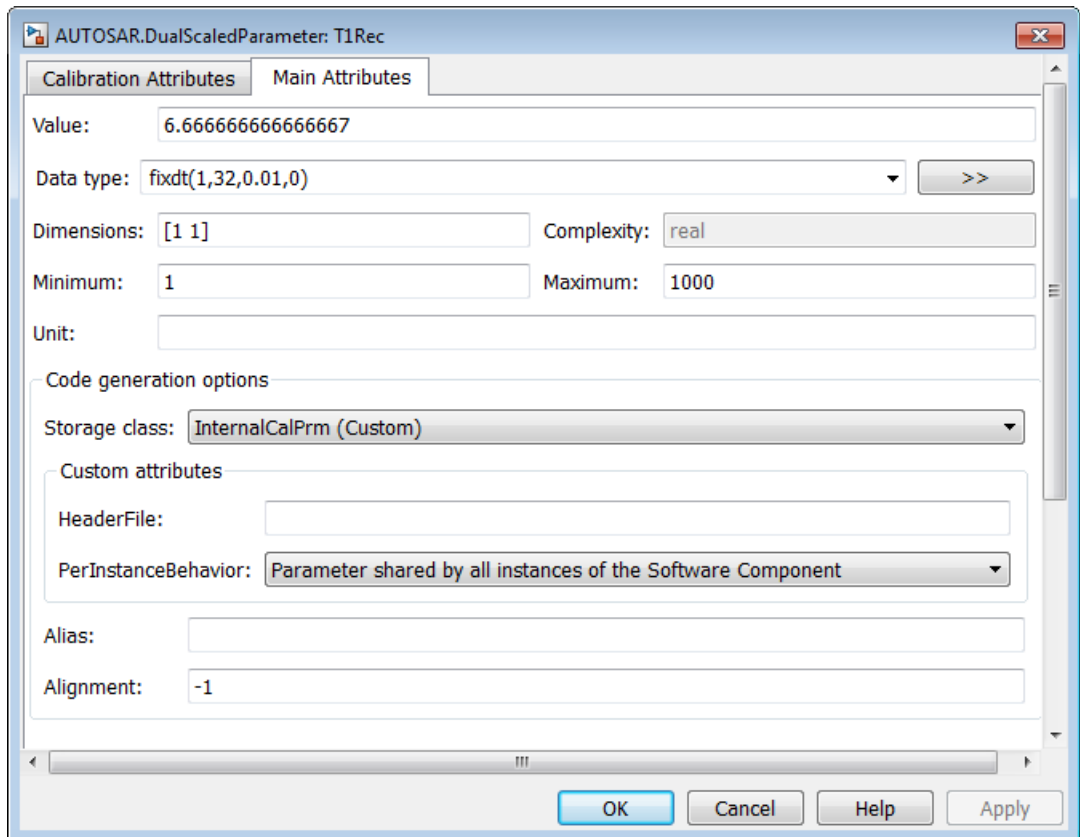 AUTOSAR.DualScaledParameter: T1Rec
Calibration Attributes Main Attributes
Value: 6.666666666666667
Data type: fixdt(1,32,0.01,0) >>
Dimensions: [1 1] Complexity: real
Minimum: 1 Maximum: 1000
Unit:
Code generation options
Storage class: InternalCalPrm (Custom)
Custom attributes
HeaderFile:
PerInstanceBehavior: Parameter shared by all instances of the Software Component
Alias:
Alignment: -1
OK Cancel Help Apply